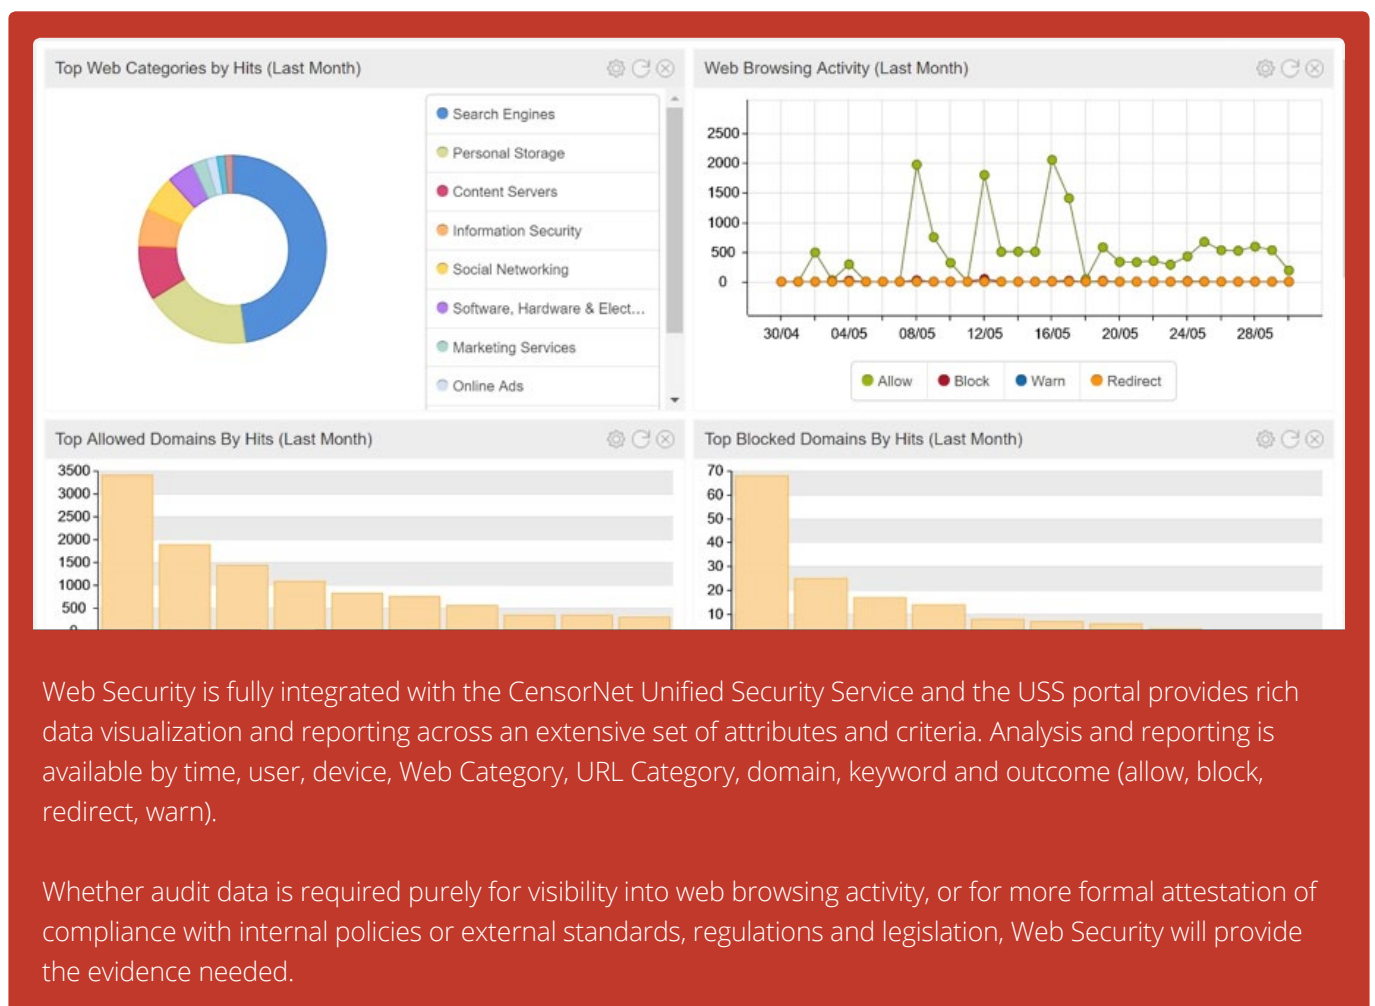 Top Web Categories by Hits (Last Month)
Search Engines
Personal Storage
Content Servers
Information Security
Social Networking
Software, Hardware & Elect...
Marketing Services
Online Ads
Web Browsing Activity (Last Month)
2500
2000
1500
1000
500
0
30/04 04/05 08/05 12/05 16/05 20/05 24/05 28/05
Allow Block Warn Redirect
Top Allowed Domains By Hits (Last Month)
3500
3000
2500
2000
1500
1000
500
0
Top Blocked Domains By Hits (Last Month)
70
60
50
40
30
20
10
Web Security is fully integrated with the CensorNet Unified Security Service and the USS portal provides rich
data visualization and reporting across an extensive set of attributes and criteria. Analysis and reporting is
available by time, user, device, Web Category, URL Category, domain, keyword and outcome (allow, block,
redirect, warn).
Whether audit data is required purely for visibility into web browsing activity, or for more formal attestation of
compliance with internal policies or external standards, regulations and legislation, Web Security will provide
the evidence needed.